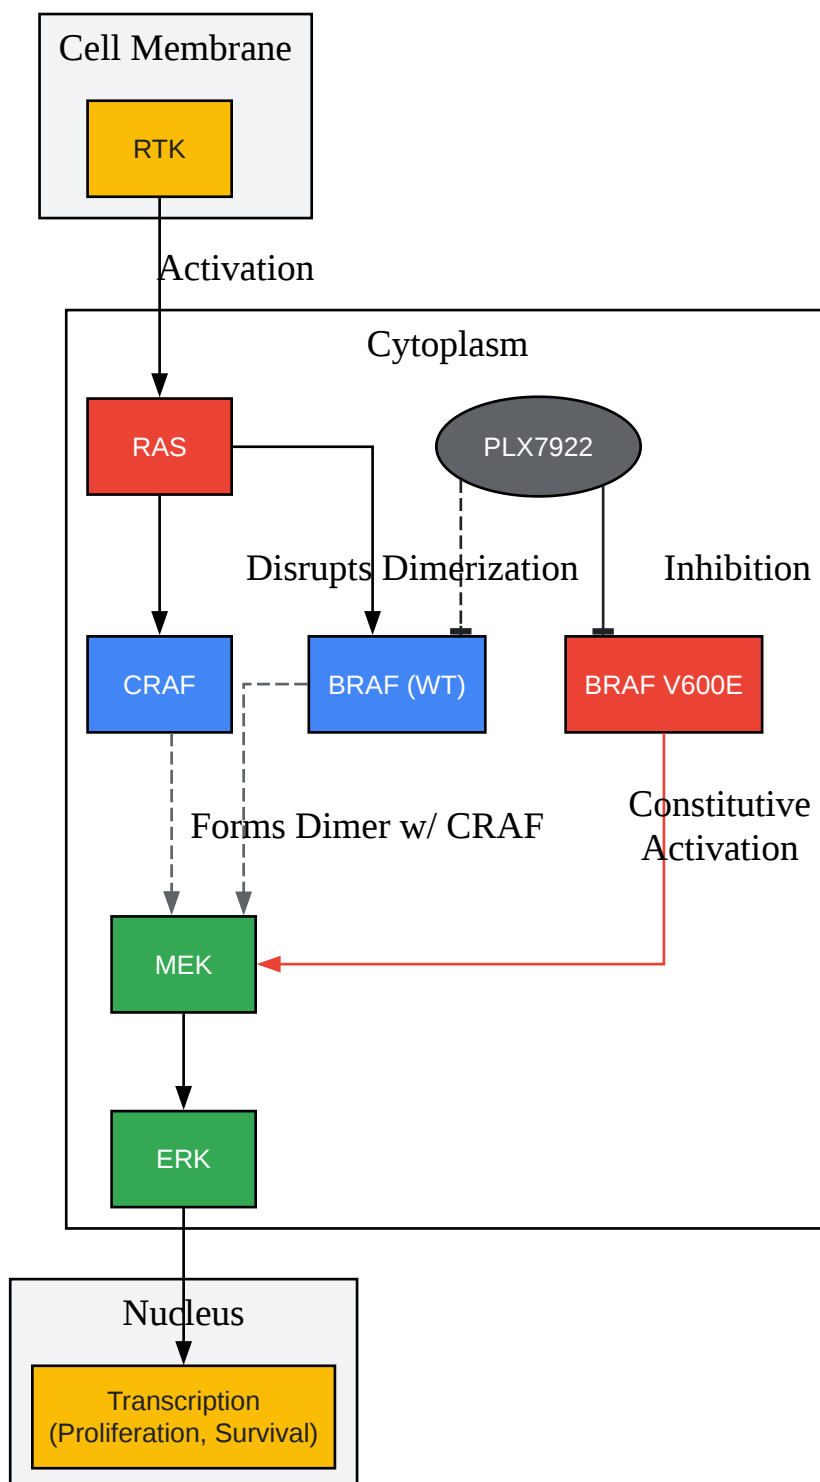 Cell Membrane
RTK
Activation
Cytoplasm
RAS
PLX7922
Disrupts Dimerization
Inhibition
CRAF
BRAF (WT)
BRAF V600E
Forms Dimer w/ CRAF
Constitutive
Activation
MEK
ERK
Nucleus
Transcription
(Proliferation, Survival)